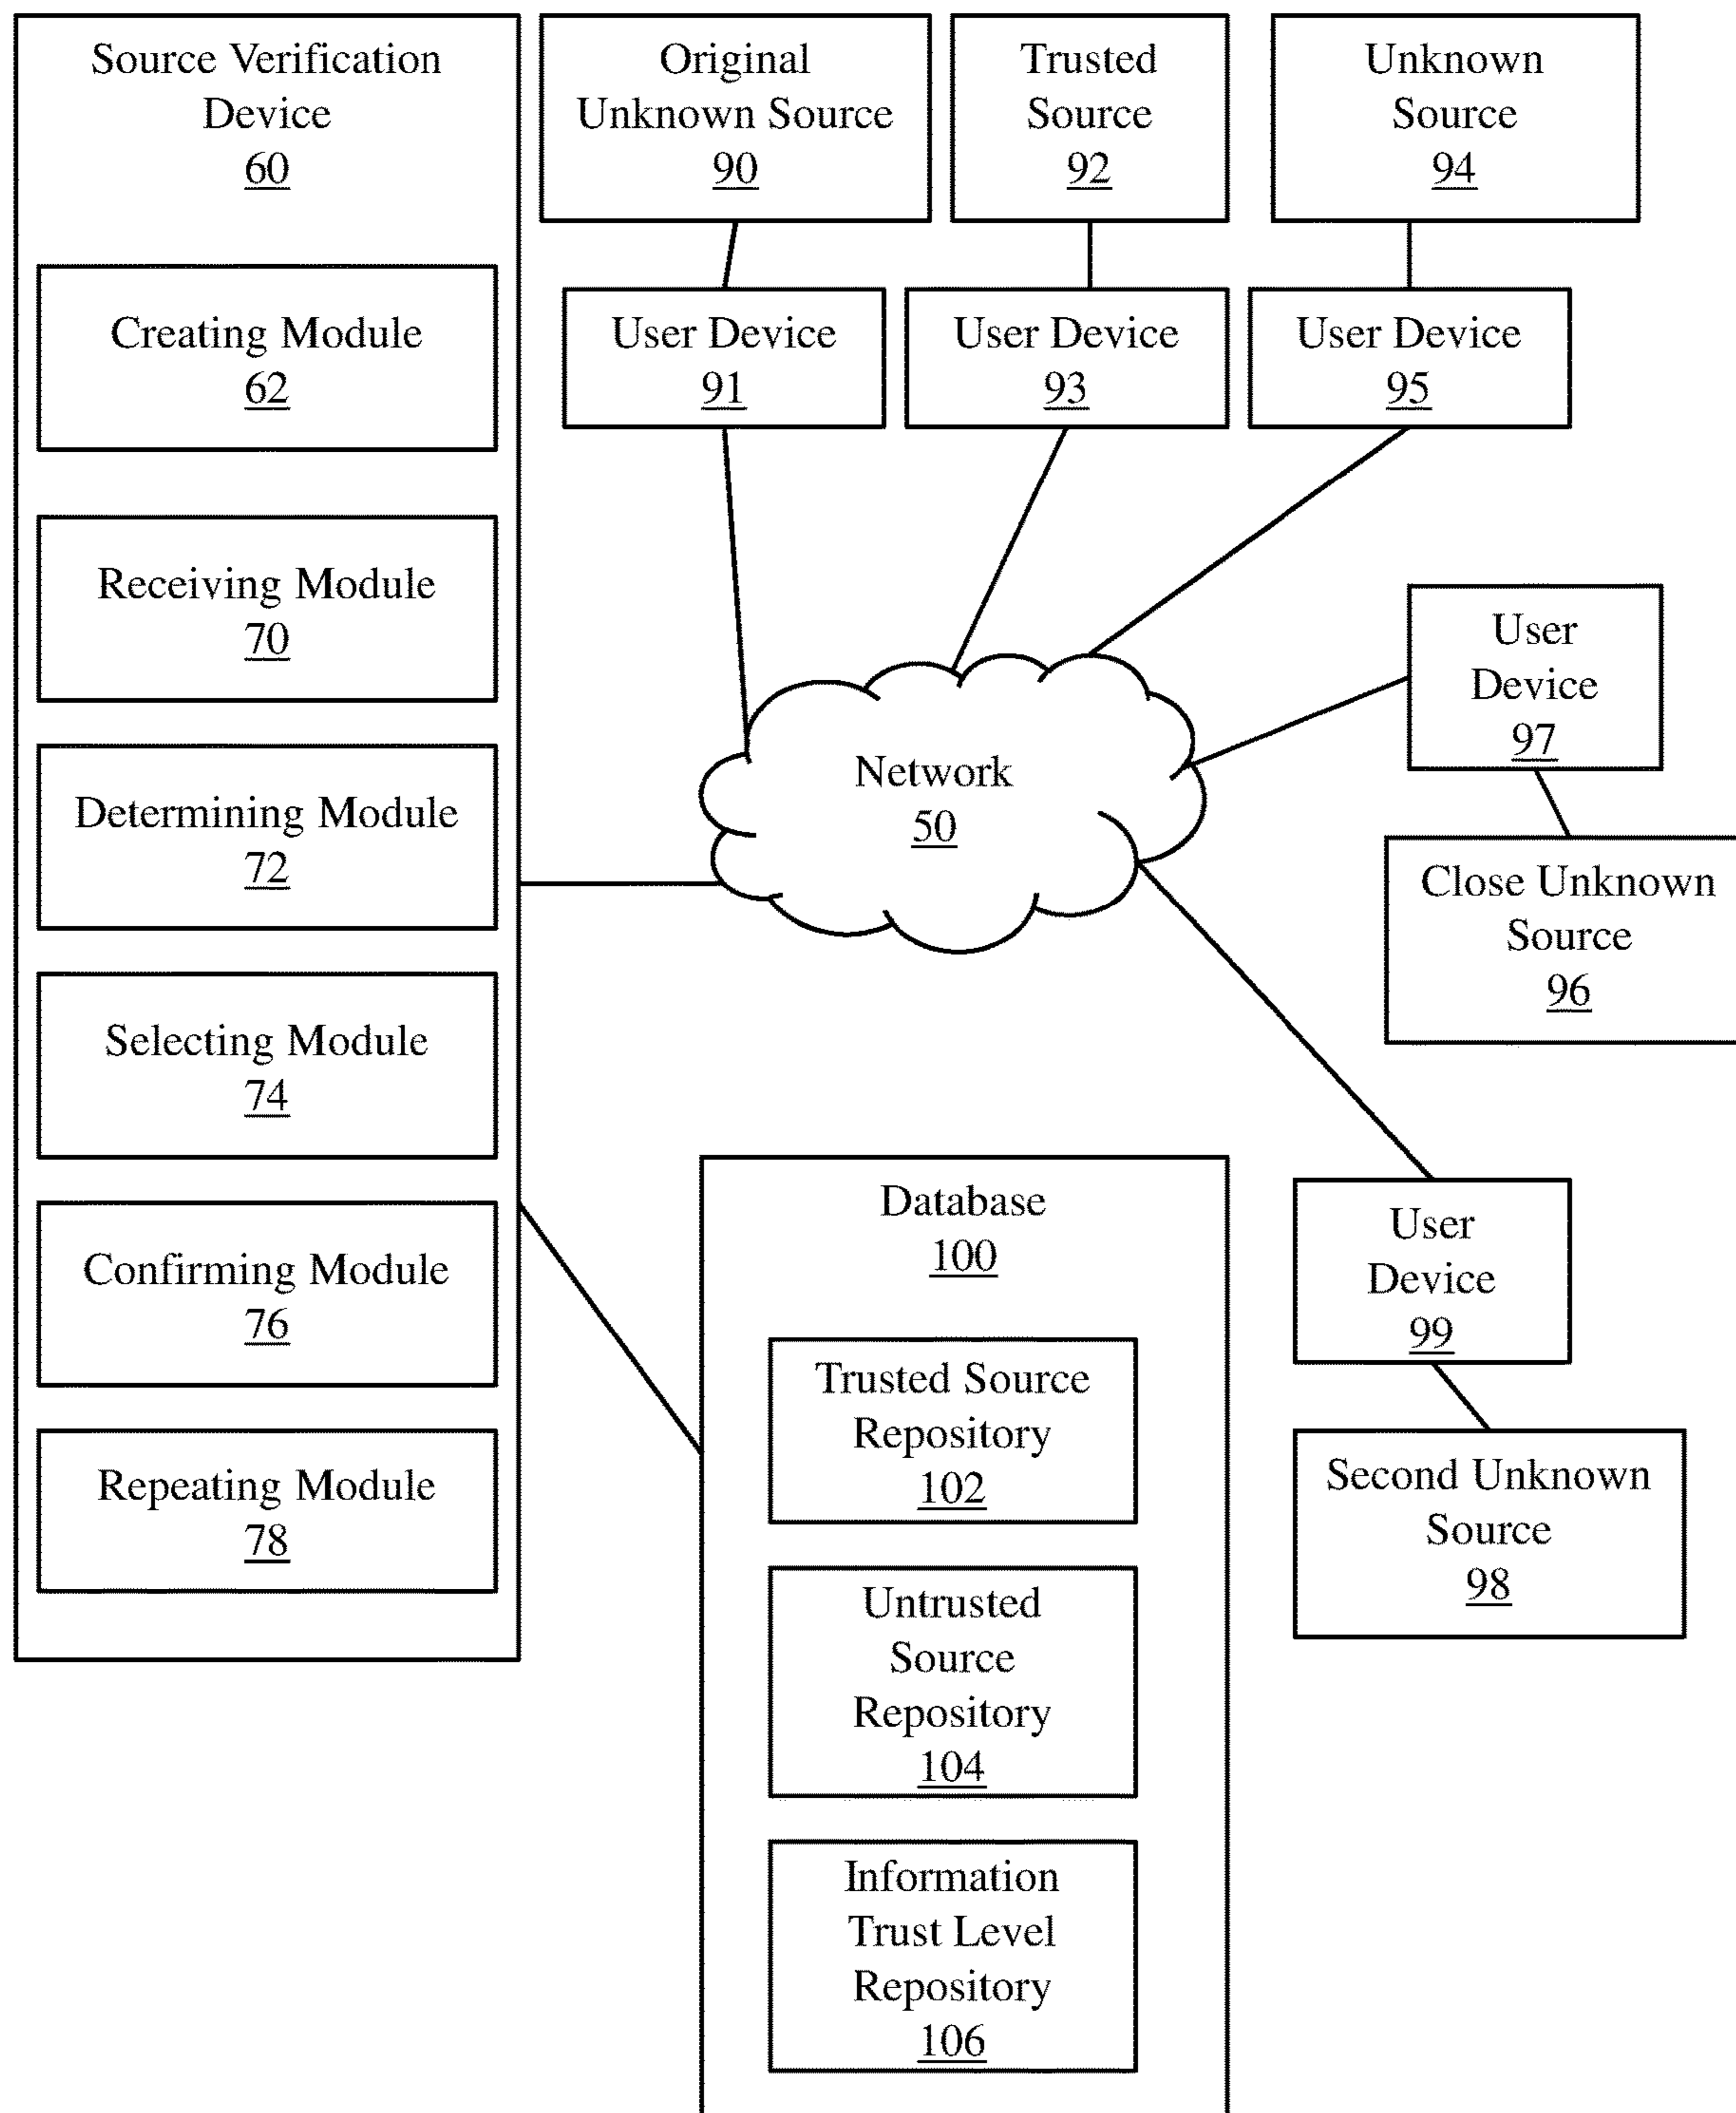 Source Verification
Device
60
Creating Module
62
Receiving Module
70
Determining Module
72
Selecting Module
74
Confirming Module
76
Repeating Module
78
Original
Unknown Source
90
Trusted
Source
92
Unknown
Source
94
User Device
91
User Device
93
User Device
95
Network
50
User
Device
97
Close Unknown
Source
96
User
Device
99
Second Unknown
Source
98
Database
100
Trusted Source
Repository
102
Untrusted
Source
Repository
104
Information
Trust Level
Repository
106